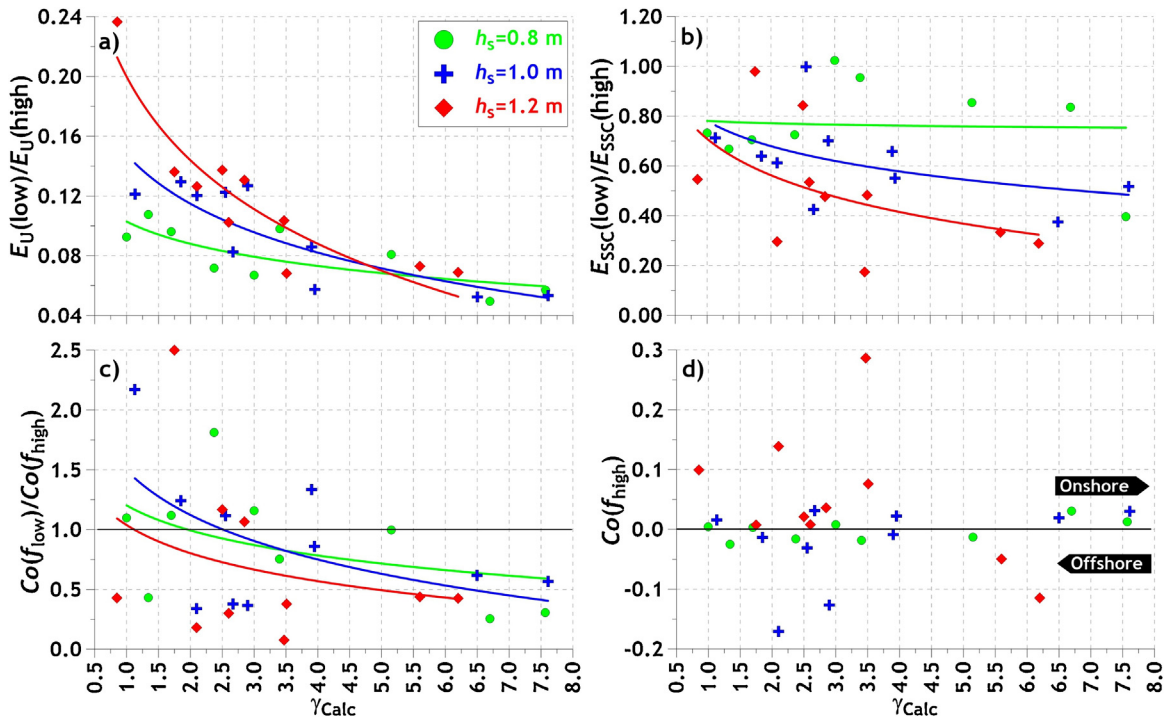 a)
E_U(low)/E_U(high)
0.24
0.20
0.16
0.12
0.08
0.04
h_s=0.8 m
h_s=1.0 m
h_s=1.2 m
b)
E_SSC(low)/E_SSC(high)
1.20
1.00
0.80
0.60
0.40
0.20
0.00
c)
Co(f_low)/Co(f_high)
2.5
2.0
1.5
1.0
0.5
0.0
0.5 1.0 1.5 2.0 2.5 3.0 3.5 4.0 4.5 5.0 5.5 6.0 6.5 7.0 7.5 8.0
γ_Calc
d)
Co(f_high)
0.3
0.2
0.1
0.0
-0.1
-0.2
Onshore
Offshore
0.5 1.0 1.5 2.0 2.5 3.0 3.5 4.0 4.5 5.0 5.5 6.0 6.5 7.0 7.5 8.0
γ_Calc